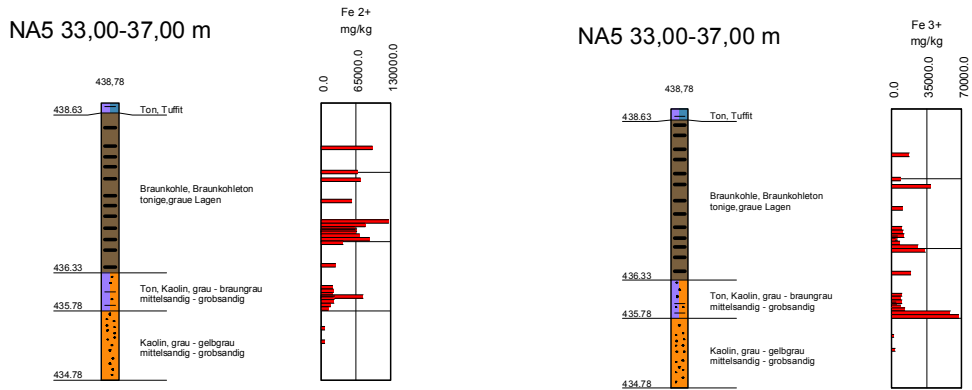 NA5 33,00-37,00 m
Fe 2+
mg/kg
0.0
65000.0
130000.0
438,78
438.63
Ton, Tuffit
Braunkohle, Braunkohleton
tonige,graue Lagen
436.33
Ton, Kaolin, grau - braungrau
mittelsandig - grobsandig
435.78
Kaolin, grau - gelbgrau
mittelsandig - grobsandig
434.78
NA5 33,00-37,00 m
Fe 3+
mg/kg
0.0
35000.0
70000.0
438,78
438.63
Ton, Tuffit
Braunkohle, Braunkohleton
tonige,graue Lagen
436.33
Ton, Kaolin, grau - braungrau
mittelsandig - grobsandig
435.78
Kaolin, grau - gelbgrau
mittelsandig - grobsandig
434.78